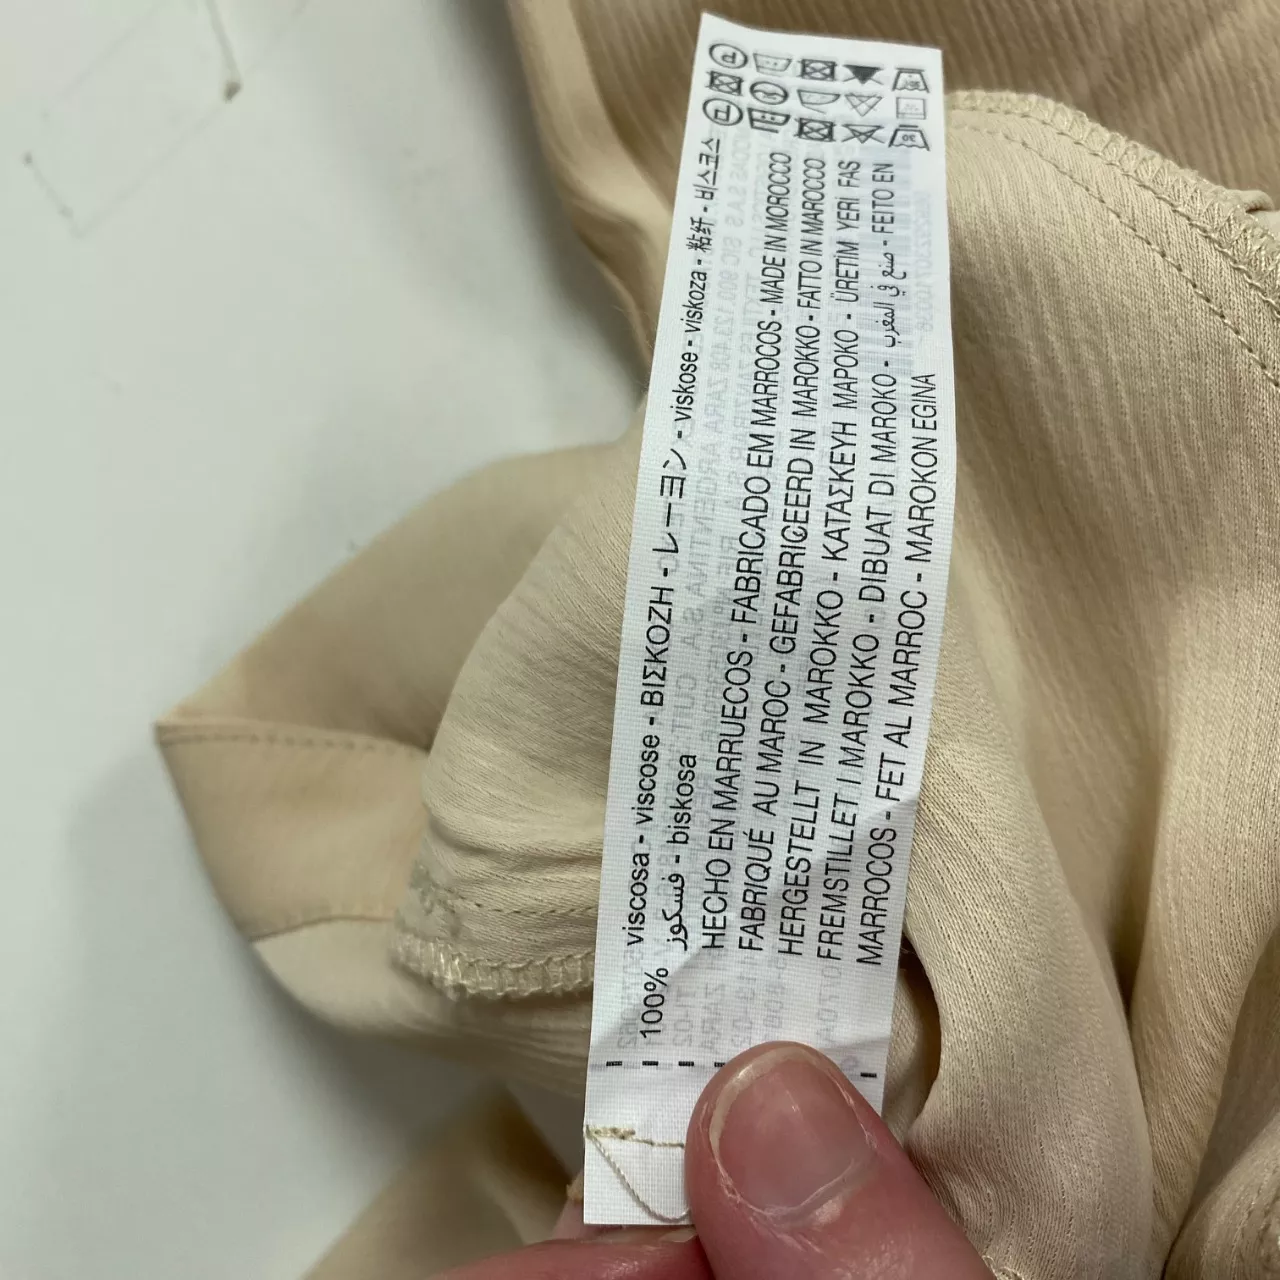 100% viscosa - viscose - ΒΙΣΚΟΖΗ - レーヨン - viskose - viskoza - 粘纤 - 비스코스
فسكوز - biskosa
HECHO EN MARRUECOS - FABRICADO EM MARROCOS - MADE IN MOROCCO
FABRIQUÉ AU MAROC - GEFABRICEERD IN MAROKKO - FATTO IN MAROCCO
HERGESTELLT IN MAROKKO - ΚΑΤΑΣΚΕΥΗ ΜΑΡΟΚΟ - ÜRETİM YERİ FAS
FREMSTILLET I MAROKKO - DIBUAT DI MAROKO - صنع في المغرب - FEITO EN
MARROCOS - FET AL MARROC - MAROKON EGINA